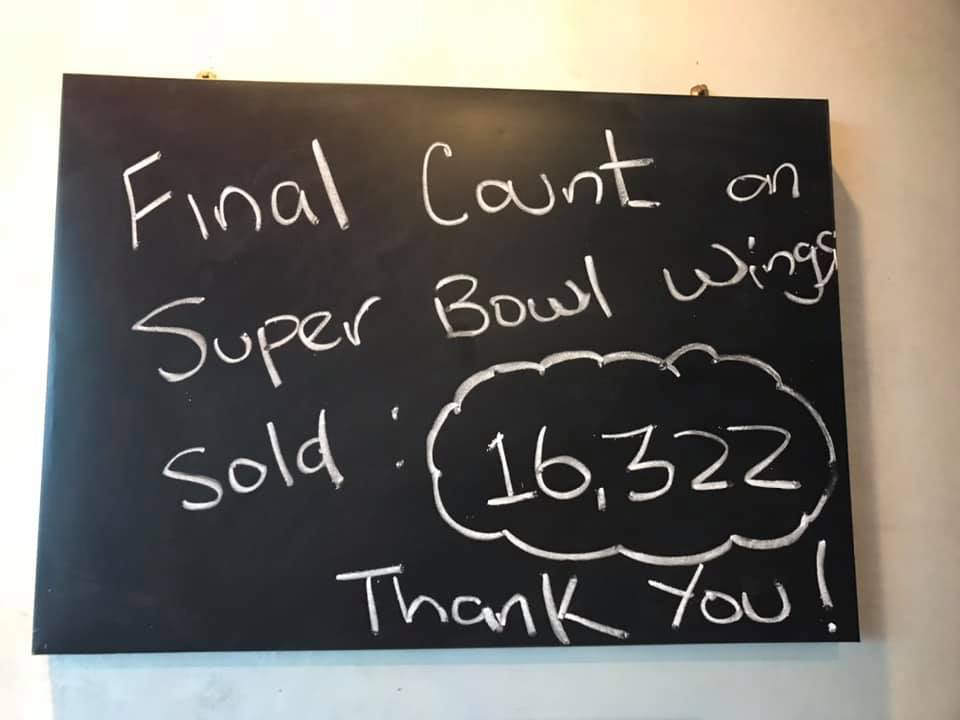 Final Count on
Super Bowl Wings
Sold: 16,322
Thank You!